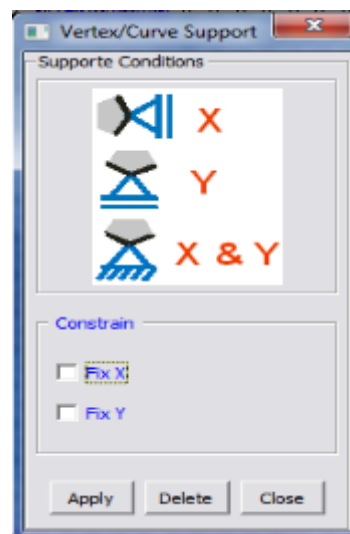 Vertex/Curve Support
Supporte Conditions
X
Y
X & Y
Constrain
Fix X
Fix Y
Apply Delete Close